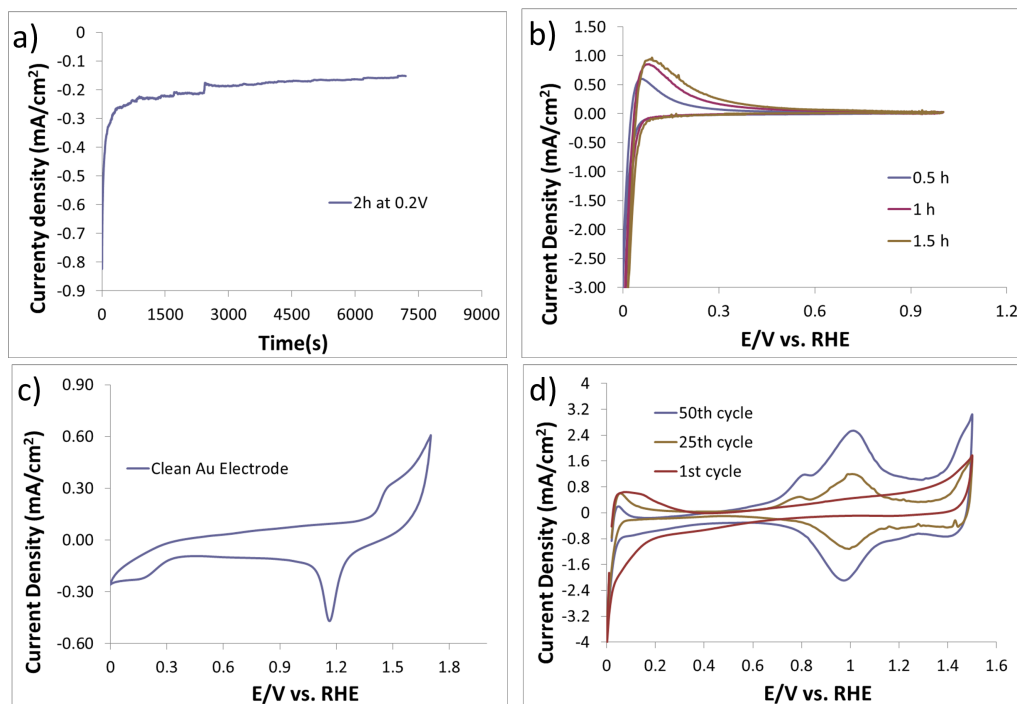 a)
0
-0.1
-0.2
-0.3
-0.4
-0.5
-0.6
-0.7
-0.8
-0.9
Currenty density (mA/cm²)
2h at 0.2V
0 1500 3000 4500 6000 7500 9000
Time(s)
b)
1.00
0.50
0.00
-0.50
-1.00
-1.50
-2.00
-2.50
-3.00
Current Density (mA/cm²)
0.5 h
1 h
1.5 h
0 0.3 0.6 0.9 1.2
E/V vs. RHE
c)
0.90
0.60
0.30
0.00
-0.30
-0.60
Current Density (mA/cm²)
Clean Au Electrode
0 0.3 0.6 0.9 1.2 1.5 1.8
E/V vs. RHE
d)
4
3.2
2.4
1.6
0.8
0
-0.8
-1.6
-2.4
-3.2
-4
Current Density (mA/cm²)
50th cycle
25th cycle
1st cycle
0 0.2 0.4 0.6 0.8 1 1.2 1.4 1.6
E/V vs. RHE